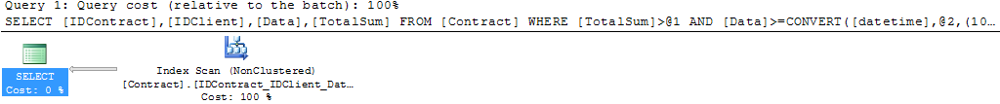 Query 1: Query cost (relative to the batch): 100%
SELECT [IDContract],[IDClient],[Data],[TotalSum] FROM [Contract] WHERE [TotalSum]>@1 AND [Data]>=CONVERT([datetime],@2,(10…
SELECT
Cost: 0 %
Index Scan (NonClustered)
[Contract].[IDContract_IDClient_Dat…
Cost: 100 %